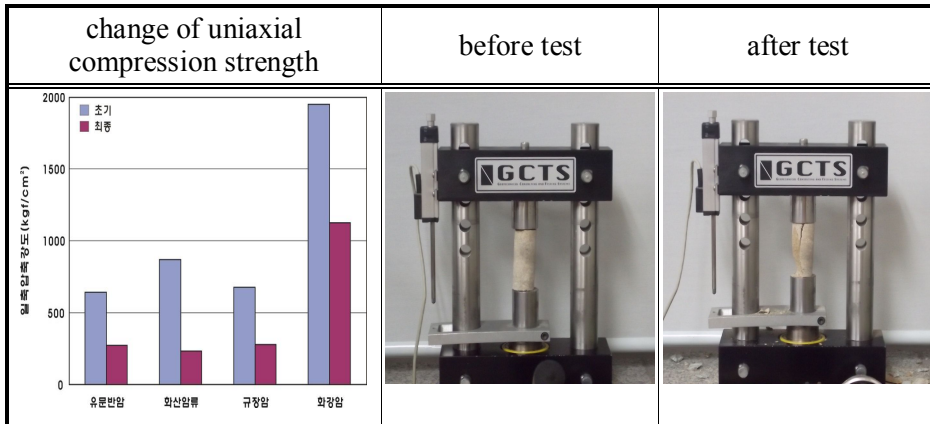 change of uniaxial
compression strength
before test
after test
2000
1500
1000
500
0
일축압축강도(kgf/cm²)
초기
최종
유문반암
화산암류
규장암
화강암
GCTS
GCTS